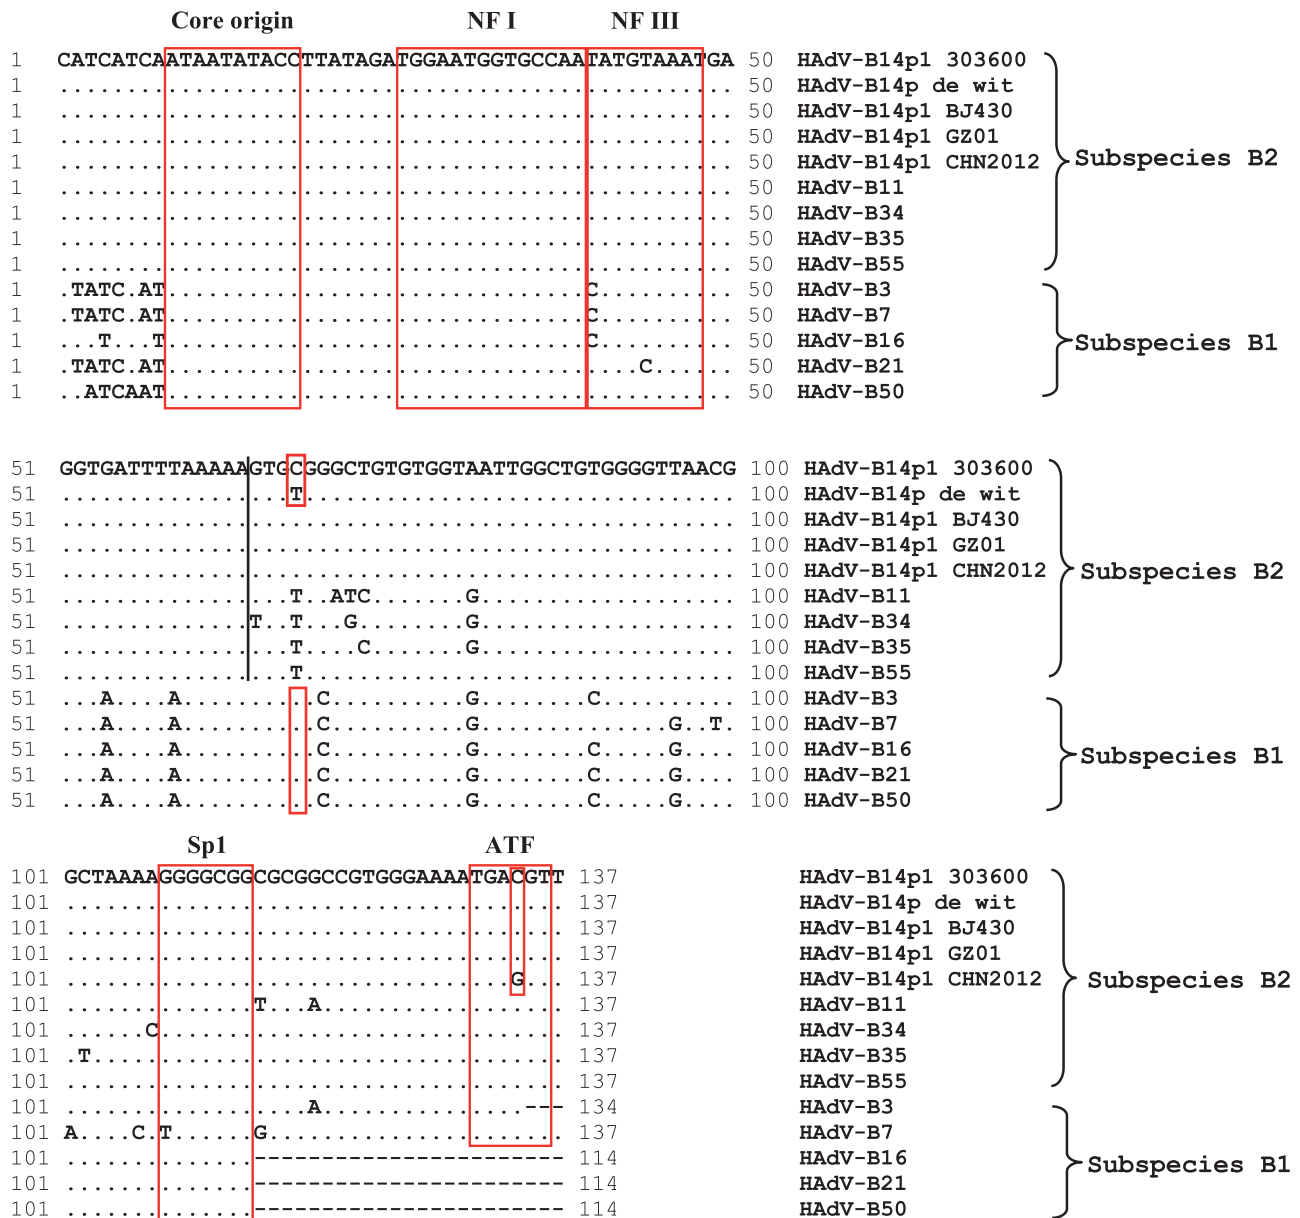 Core origin NF I NF III
1 CATCATCAATAATATACCTTATAGATGGAATGGTGCCAATATGTAAATGA 50 HAdV-B14p1 303600
1 .................................................. 50 HAdV-B14p de wit
1 .................................................. 50 HAdV-B14p1 BJ430
1 .................................................. 50 HAdV-B14p1 GZ01
1 .................................................. 50 HAdV-B14p1 CHN2012
Subspecies B2
1 .................................................. 50 HAdV-B11
1 .................................................. 50 HAdV-B34
1 .................................................. 50 HAdV-B35
1 .................................................. 50 HAdV-B55
1 .TATC.AT...............................C.......... 50 HAdV-B3
1 .TATC.AT...............................C.......... 50 HAdV-B7
1 ...T...T...............................C.......... 50 HAdV-B16
Subspecies B1
1 .TATC.AT...................................C...... 50 HAdV-B21
1 ..ATCAAT.......................................... 50 HAdV-B50
51 GGTGATTTTAAAAAGTGCGGGCTGTGTGGTAATTGGCTGTGGGGTTAACG 100 HAdV-B14p1 303600
51 .................T................................ 100 HAdV-B14p de wit
51 .................................................. 100 HAdV-B14p1 BJ430
51 .................................................. 100 HAdV-B14p1 GZ01
51 .................................................. 100 HAdV-B14p1 CHN2012
Subspecies B2
51 .................T..ATC.......G................... 100 HAdV-B11
51 ..............T..T...G........G................... 100 HAdV-B34
51 .................T....C.......G................... 100 HAdV-B35
51 .................T................................ 100 HAdV-B55
51 ...A....A..........C..........G........C.......... 100 HAdV-B3
51 ...A....A..........C..........G..............G..T. 100 HAdV-B7
51 ...A....A..........C..........G........C.....G.... 100 HAdV-B16
Subspecies B1
51 ...A....A..........C..........G........C.....G.... 100 HAdV-B21
51 ...A....A..........C..........G........C.....G.... 100 HAdV-B50
Sp1 ATF
101 GCTAAAAGGGGCGGCGCGGCCGTGGGAAAATGACGTT 137 HAdV-B14p1 303600
101 ..................................... 137 HAdV-B14p de wit
101 ..................................... 137 HAdV-B14p1 BJ430
101 ..................................... 137 HAdV-B14p1 GZ01
101 .................................G... 137 HAdV-B14p1 CHN2012
Subspecies B2
101 ..............T...A.................. 137 HAdV-B11
101 ......C.............................. 137 HAdV-B34
101 .T................................... 137 HAdV-B35
101 ..................................... 137 HAdV-B55
101 ..................A...............--- 134 HAdV-B3
101 A....C.T......G...................... 137 HAdV-B7
101 ..............----------------------- 114 HAdV-B16
Subspecies B1
101 ..............----------------------- 114 HAdV-B21
101 ..............----------------------- 114 HAdV-B50